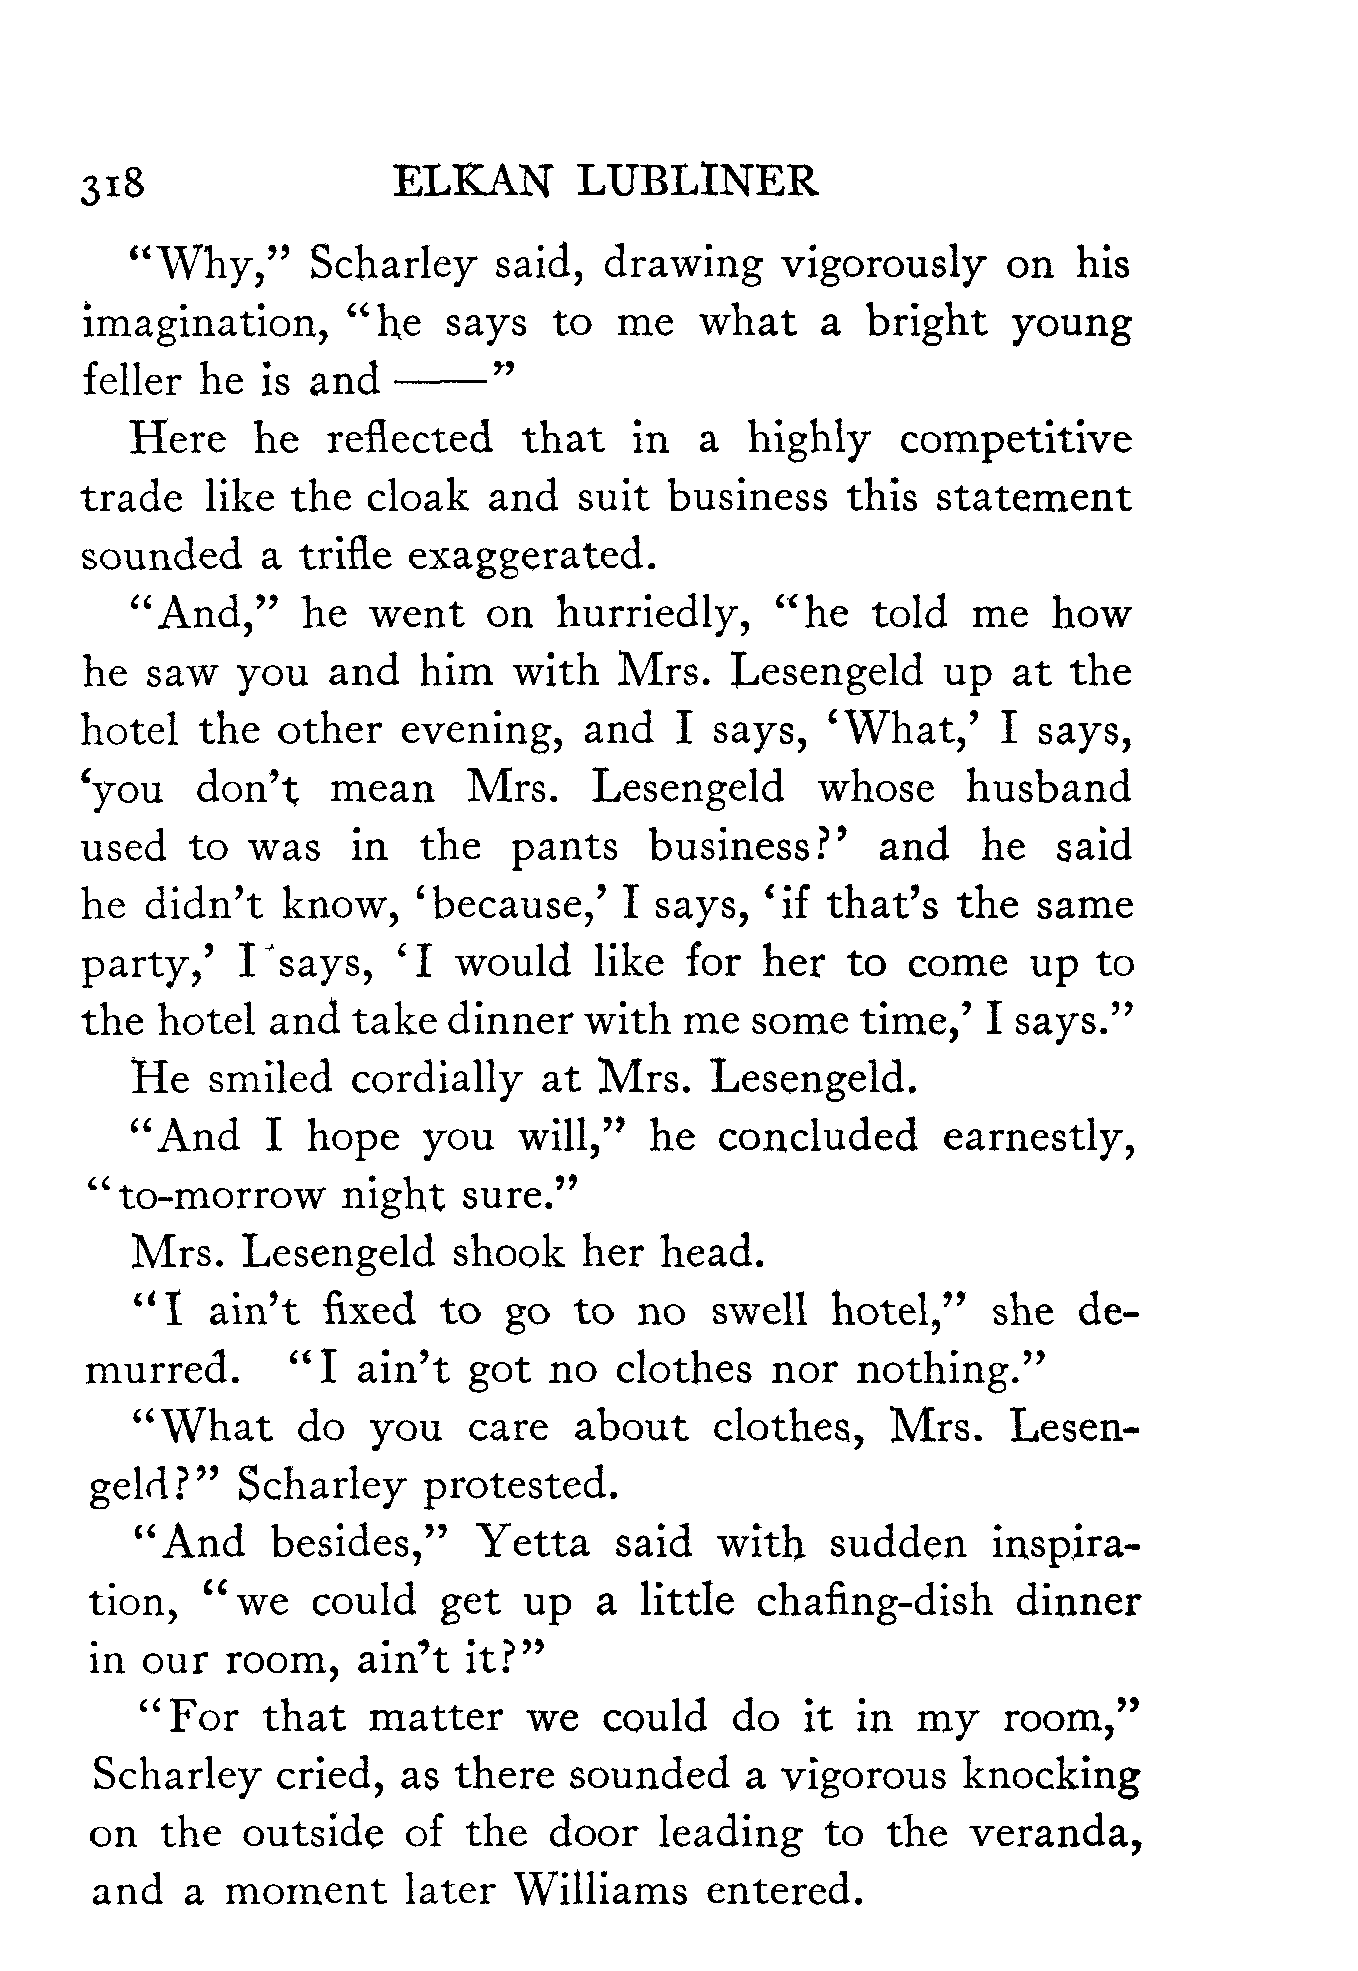 318 ELKAN LUBLINER
“Why,” Scharley said, drawing vigorously on his
imagination, “he says to me what a bright young
feller he is and ——”
Here he reflected that in a highly competitive
trade like the cloak and suit business this statement
sounded a trifle exaggerated.
“And,” he went on hurriedly, “he told me how
he saw you and him with Mrs. Lesengeld up at the
hotel the other evening, and I says, ‘What,’ I says,
‘you don’t mean Mrs. Lesengeld whose husband
used to was in the pants business?’ and he said
he didn’t know, ‘because,’ I says, ‘if that’s the same
party,’ I says, ‘I would like for her to come up to
the hotel and take dinner with me some time,’ I says.”
He smiled cordially at Mrs. Lesengeld.
“And I hope you will,” he concluded earnestly,
“to-morrow night sure.”
Mrs. Lesengeld shook her head.
“I ain’t fixed to go to no swell hotel,” she de-
murred. “I ain’t got no clothes nor nothing.”
“What do you care about clothes, Mrs. Lesen-
geld?” Scharley protested.
“And besides,” Yetta said with sudden inspira-
tion, “we could get up a little chafing-dish dinner
in our room, ain’t it?”
“For that matter we could do it in my room,”
Scharley cried, as there sounded a vigorous knocking
on the outside of the door leading to the veranda,
and a moment later Williams entered.